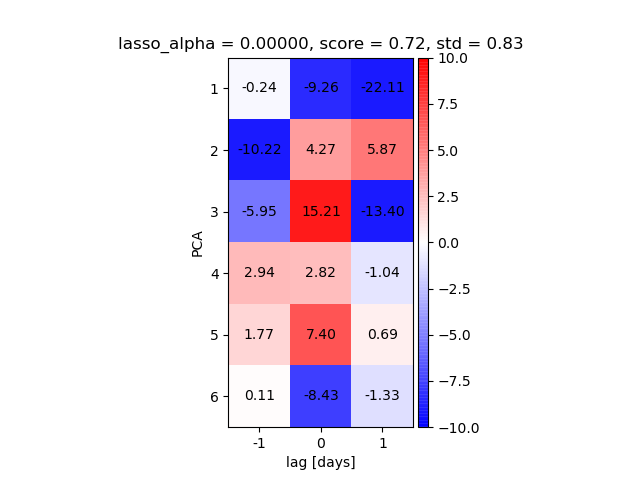 lasso_alpha = 0.00000, score = 0.72, std = 0.83
PCA
1 -0.24 -9.26 -22.11
2 -10.22 4.27 5.87
3 -5.95 15.21 -13.40
4 2.94 2.82 -1.04
5 1.77 7.40 0.69
6 0.11 -8.43 -1.33
-1 0 1
lag [days]
10.0
7.5
5.0
2.5
0.0
−2.5
−5.0
−7.5
−10.0